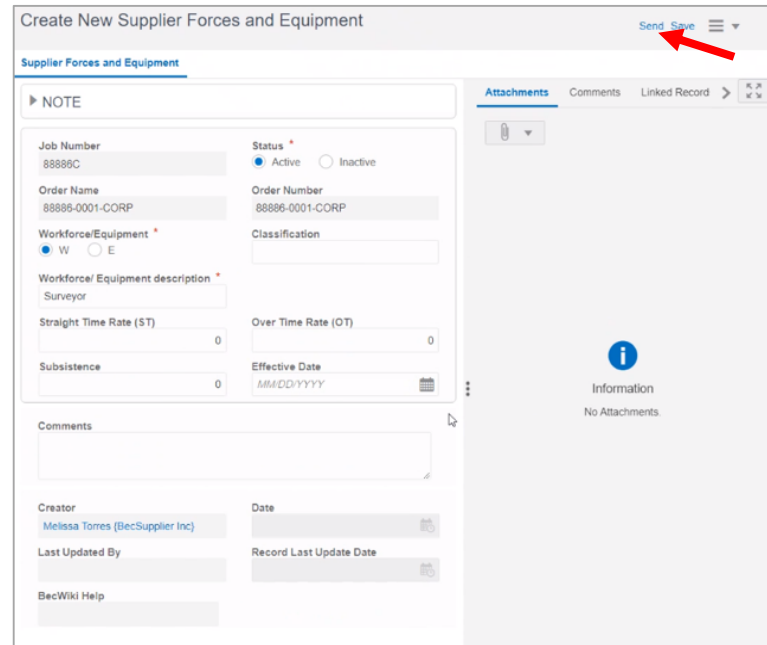 Create New Supplier Forces and Equipment
Send Save
Supplier Forces and Equipment
NOTE
Attachments Comments Linked Record
Job Number Status *
88886C Active Inactive
Order Name Order Number
88886-0001-CORP 88886-0001-CORP
Workforce/Equipment * Classification
W E
Workforce/ Equipment description *
Surveyor
Straight Time Rate (ST) Over Time Rate (OT)
0 0
Subsistence Effective Date
0 MM/DD/YYYY
Information
No Attachments.
Comments
Creator Date
Melissa Torres (BecSupplier Inc)
Last Updated By Record Last Update Date
BecWiki Help